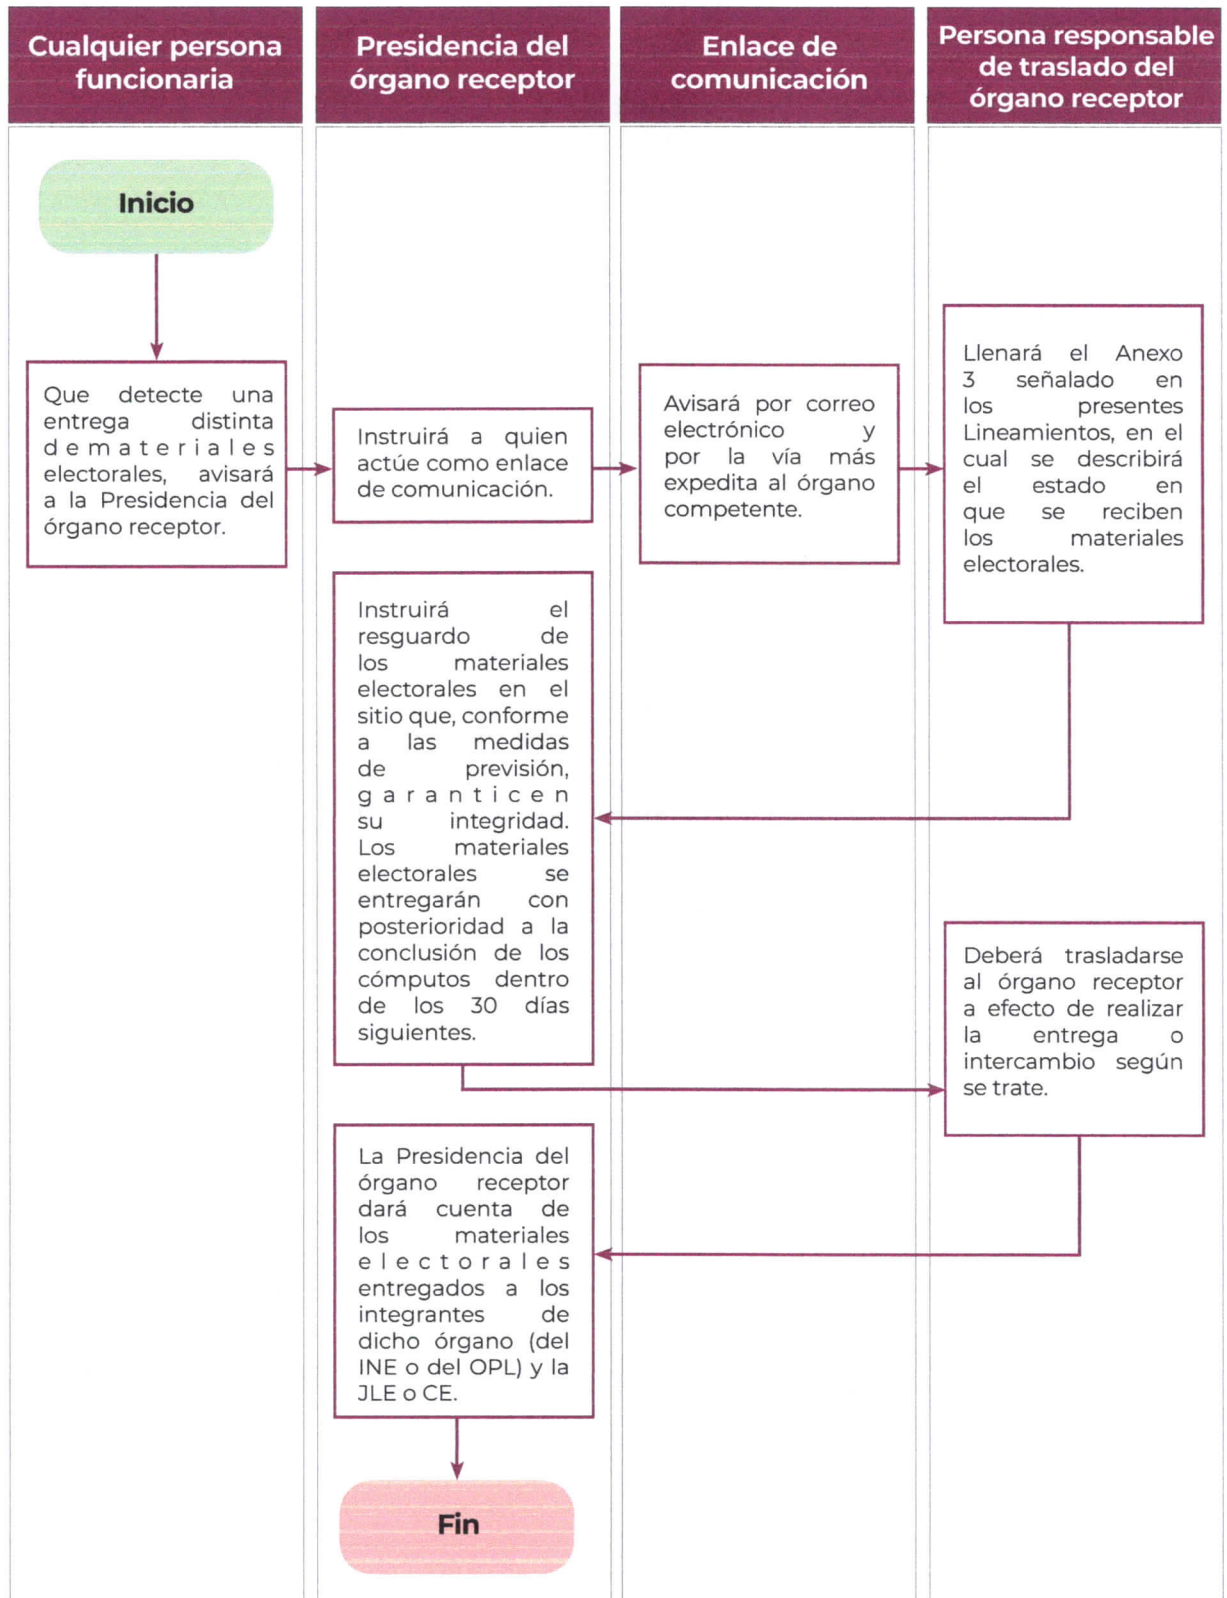 Cualquier persona
funcionaria
Presidencia del
órgano receptor
Enlace de
comunicación
Persona responsable
de traslado del
órgano receptor
Inicio
Que detecte una
entrega distinta
demateriales
electorales, avisará
a la Presidencia del
órgano receptor.
Instruirá a quien
actúe como enlace
de comunicación.
Avisará por correo
electrónico y
por la vía más
expedita al órgano
competente.
Llenará el Anexo
3 señalado en
los presentes
Lineamientos, en el
cual se describirá
el estado en
que se reciben
los materiales
electorales.
Instruirá el
resguardo de
los materiales
electorales en el
sitio que, conforme
a las medidas
de previsión,
garanticen
su integridad.
Los materiales
electorales se
entregarán con
posterioridad a la
conclusión de los
cómputos dentro
de los 30 días
siguientes.
Deberá trasladarse
al órgano receptor
a efecto de realizar
la entrega o
intercambio según
se trate.
La Presidencia del
órgano receptor
dará cuenta de
los materiales
electorales
entregados a los
integrantes de
dicho órgano (del
INE o del OPL) y la
JLE o CE.
Fin